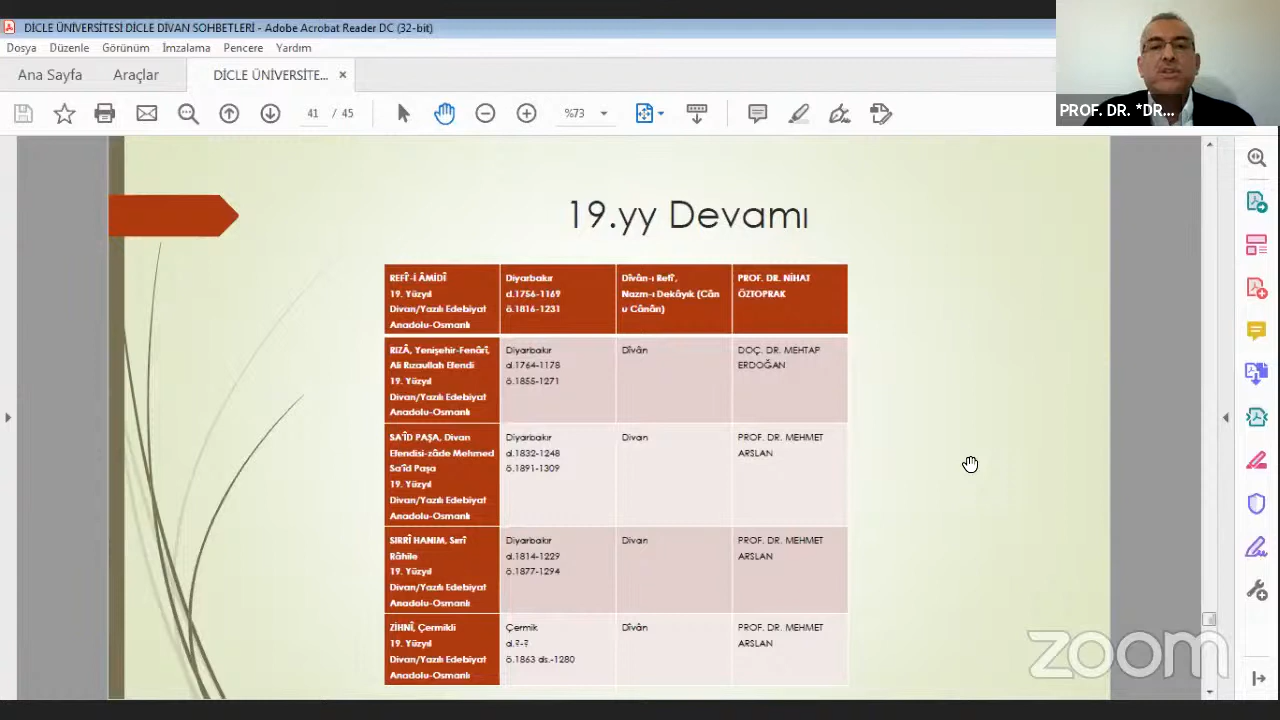 DİCLE ÜNİVERSİTESİ DİCLE DİVAN SOHBETLERİ - Adobe Acrobat Reader DC (32-bit)
Dosya Düzenle Görünüm İmzalama Pencere Yardım
Ana Sayfa Araçlar DİCLE ÜNİVERSİTE... ×
41 / 45 %73
PROF. DR. *DR...
19.yy Devamı
REFÎ'-İ ÂMİDÎ
19. Yüzyıl
Divan/Yazılı Edebiyat
Anadolu-Osmanlı
Diyarbakır
d.1756-1169
ö.1816-1231
Dîvân-ı Refî',
Nazm-ı Dekâyık (Cân
u Cânân)
PROF. DR. NİHAT
ÖZTOPRAK
RIZÂ, Yenişehir-Fenârî,
Ali Rızaullah Efendi
19. Yüzyıl
Divan/Yazılı Edebiyat
Anadolu-Osmanlı
Diyarbakır
d.1764-1178
ö.1855-1271
Dîvân
DOÇ. DR. MEHTAP
ERDOĞAN
SA'ÎD PAŞA, Divan
Efendisi-zâde Mehmed
Sa'îd Paşa
19. Yüzyıl
Divan/Yazılı Edebiyat
Anadolu-Osmanlı
Diyarbakır
d.1832-1248
ö.1891-1309
Divan
PROF. DR. MEHMET
ARSLAN
SIRRÎ HANIM, Sırrî
Râhile
19. Yüzyıl
Divan/Yazılı Edebiyat
Anadolu-Osmanlı
Diyarbakır
d.1814-1229
ö.1877-1294
Divan
PROF. DR. MEHMET
ARSLAN
ZİHNÎ, Çermikli
19. Yüzyıl
Divan/Yazılı Edebiyat
Anadolu-Osmanlı
Çermik
d.?-?
ö.1863 ds.-1280
Dîvân
PROF. DR. MEHMET
ARSLAN
zoom